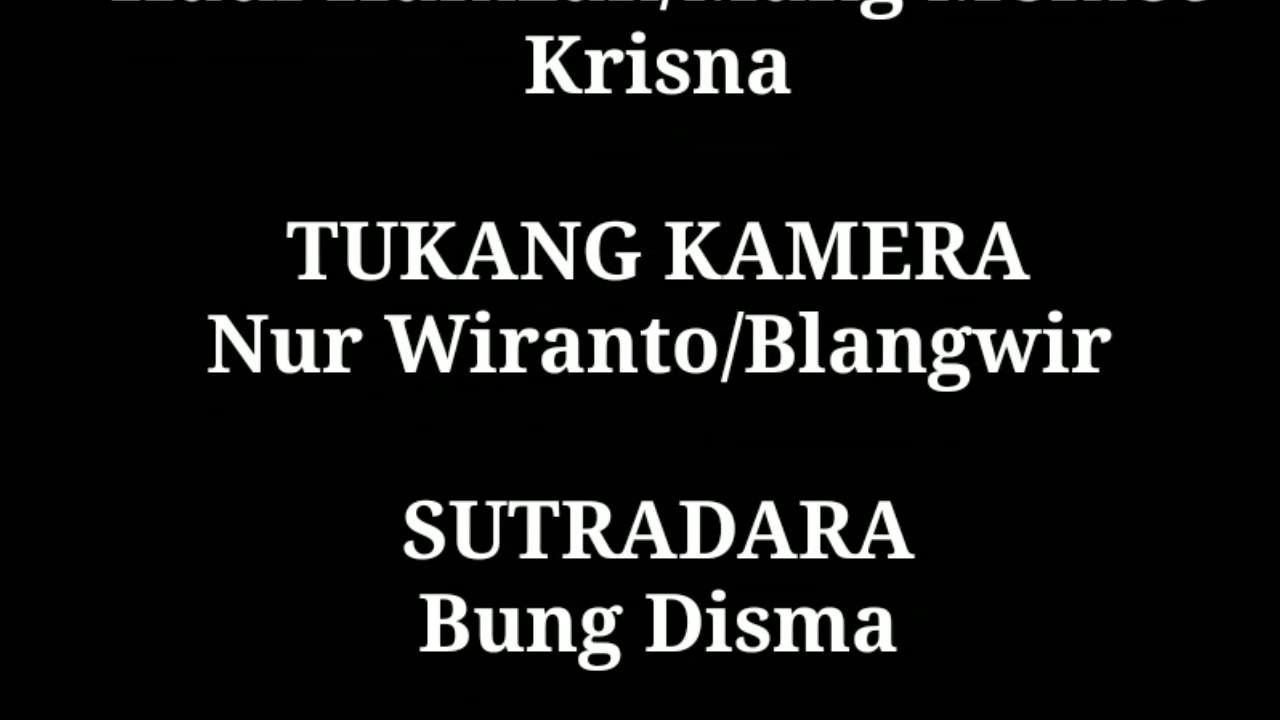 Krisna
TUKANG KAMERA
Nur Wiranto/Blangwir
SUTRADARA
Bung Disma